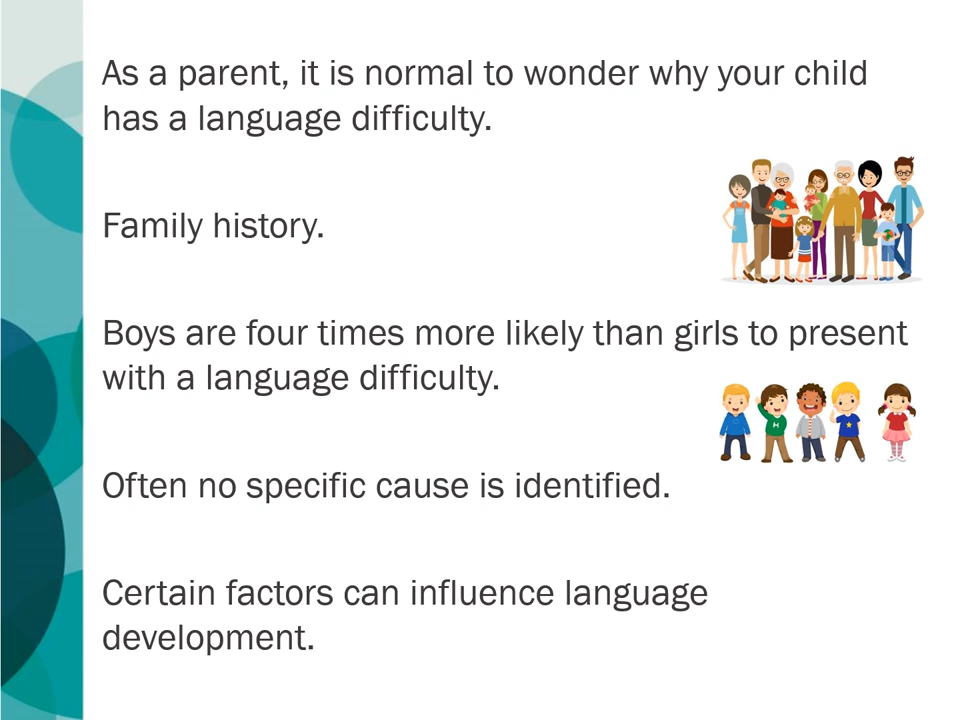 As a parent, it is normal to wonder why your child
has a language difficulty.
Family history.
Boys are four times more likely than girls to present
with a language difficulty.
Often no specific cause is identified.
Certain factors can influence language
development.